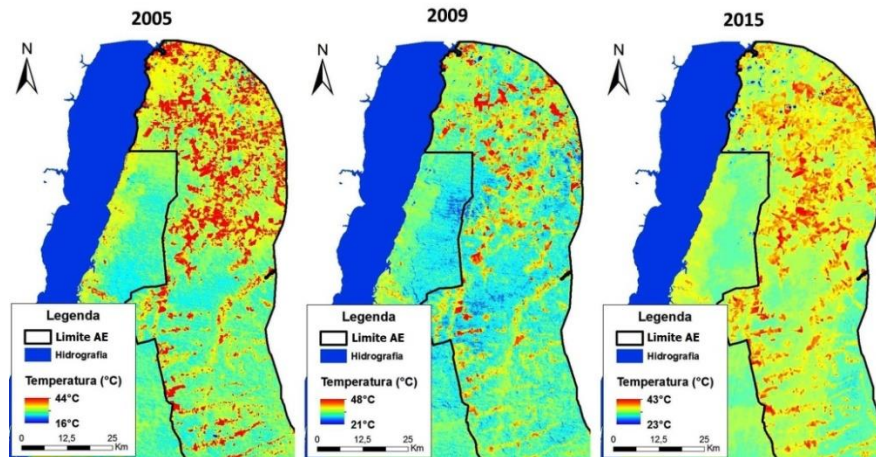 2005
N
Legenda
Limite AE
Hidrografia
Temperatura (°C)
44°C
16°C
0 12,5 25
Km
2009
N
Legenda
Limite AE
Hidrografia
Temperatura (°C)
48°C
21°C
0 12,5 25
Km
2015
N
Legenda
Limite AE
Hidrografia
Temperatura (°C)
43°C
23°C
0 12,5 25
Km